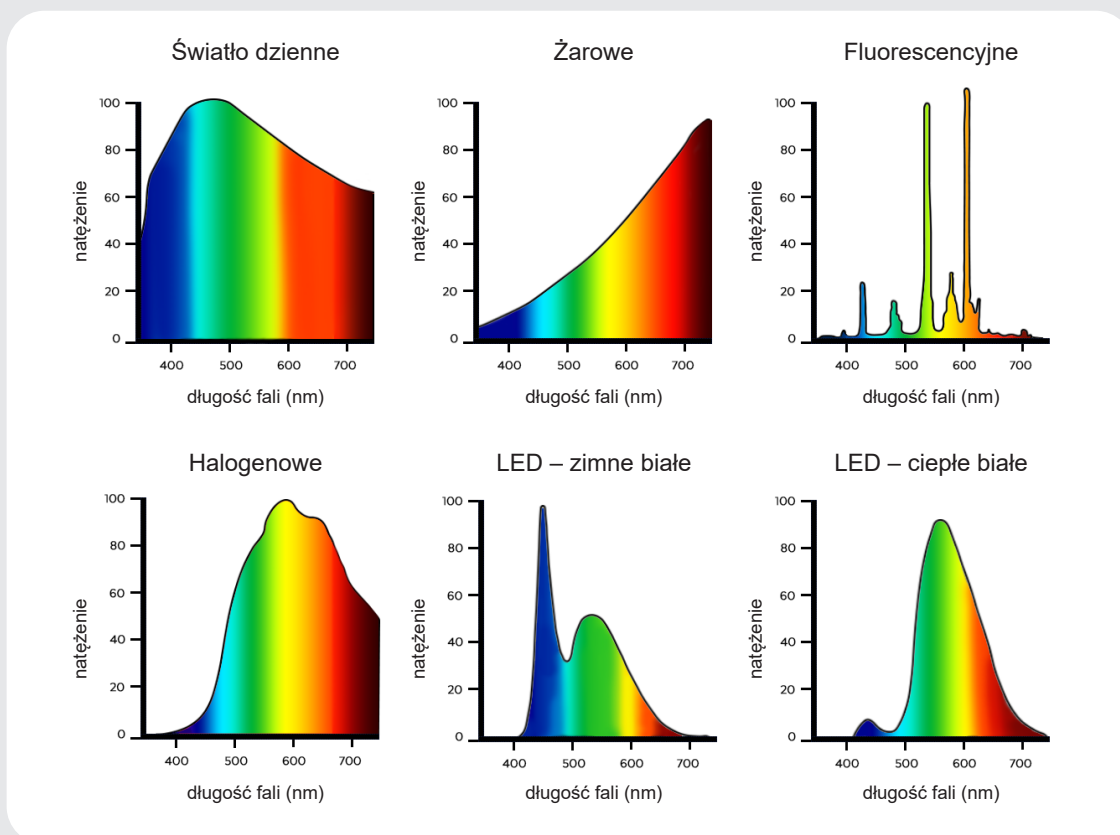 Światło dzienne
100
80
60
40
20
0
natężenie
400 500 600 700
długość fali (nm)
Żarowe
100
80
60
40
20
0
natężenie
400 500 600 700
długość fali (nm)
Fluorescencyjne
100
80
60
40
20
0
natężenie
400 500 600 700
długość fali (nm)
Halogenowe
100
80
60
40
20
0
natężenie
400 500 600 700
długość fali (nm)
LED – zimne białe
100
80
60
40
20
0
natężenie
400 500 600 700
długość fali (nm)
LED – ciepłe białe
100
80
60
40
20
0
natężenie
400 500 600 700
długość fali (nm)